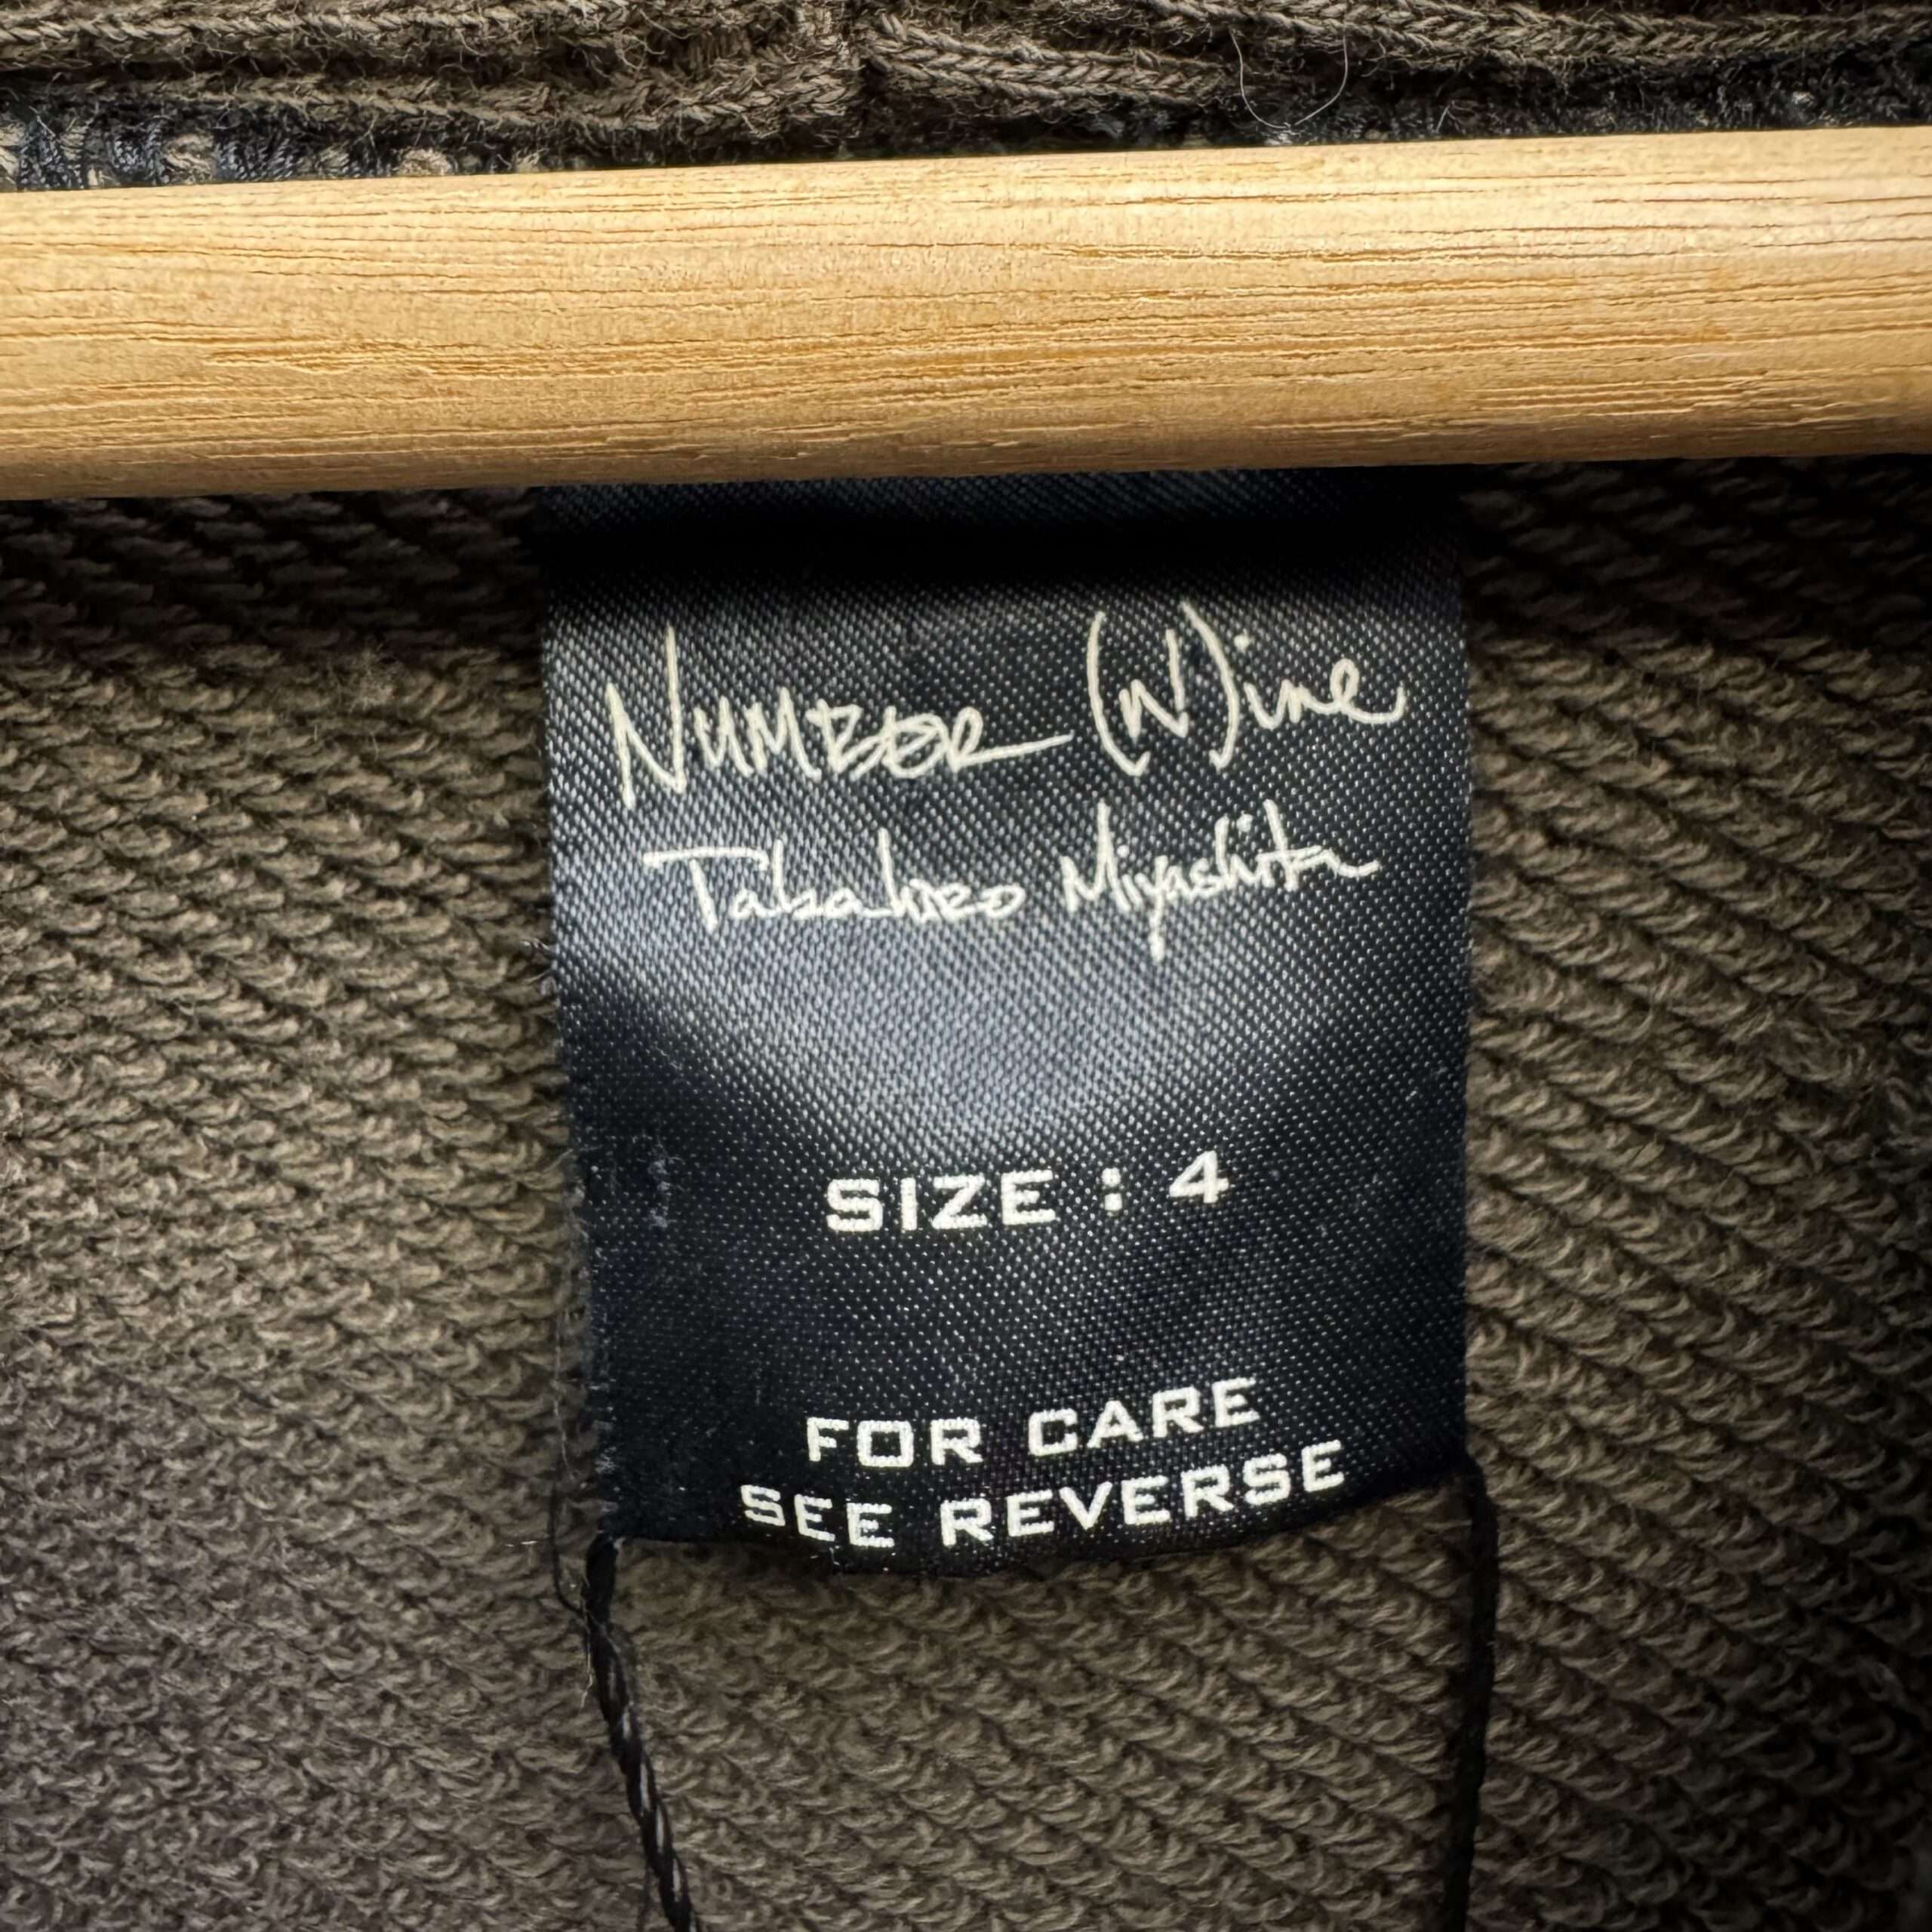 Number (N)ine
Takahiro Miyashita
SIZE : 4
FOR CARE
SEE REVERSE